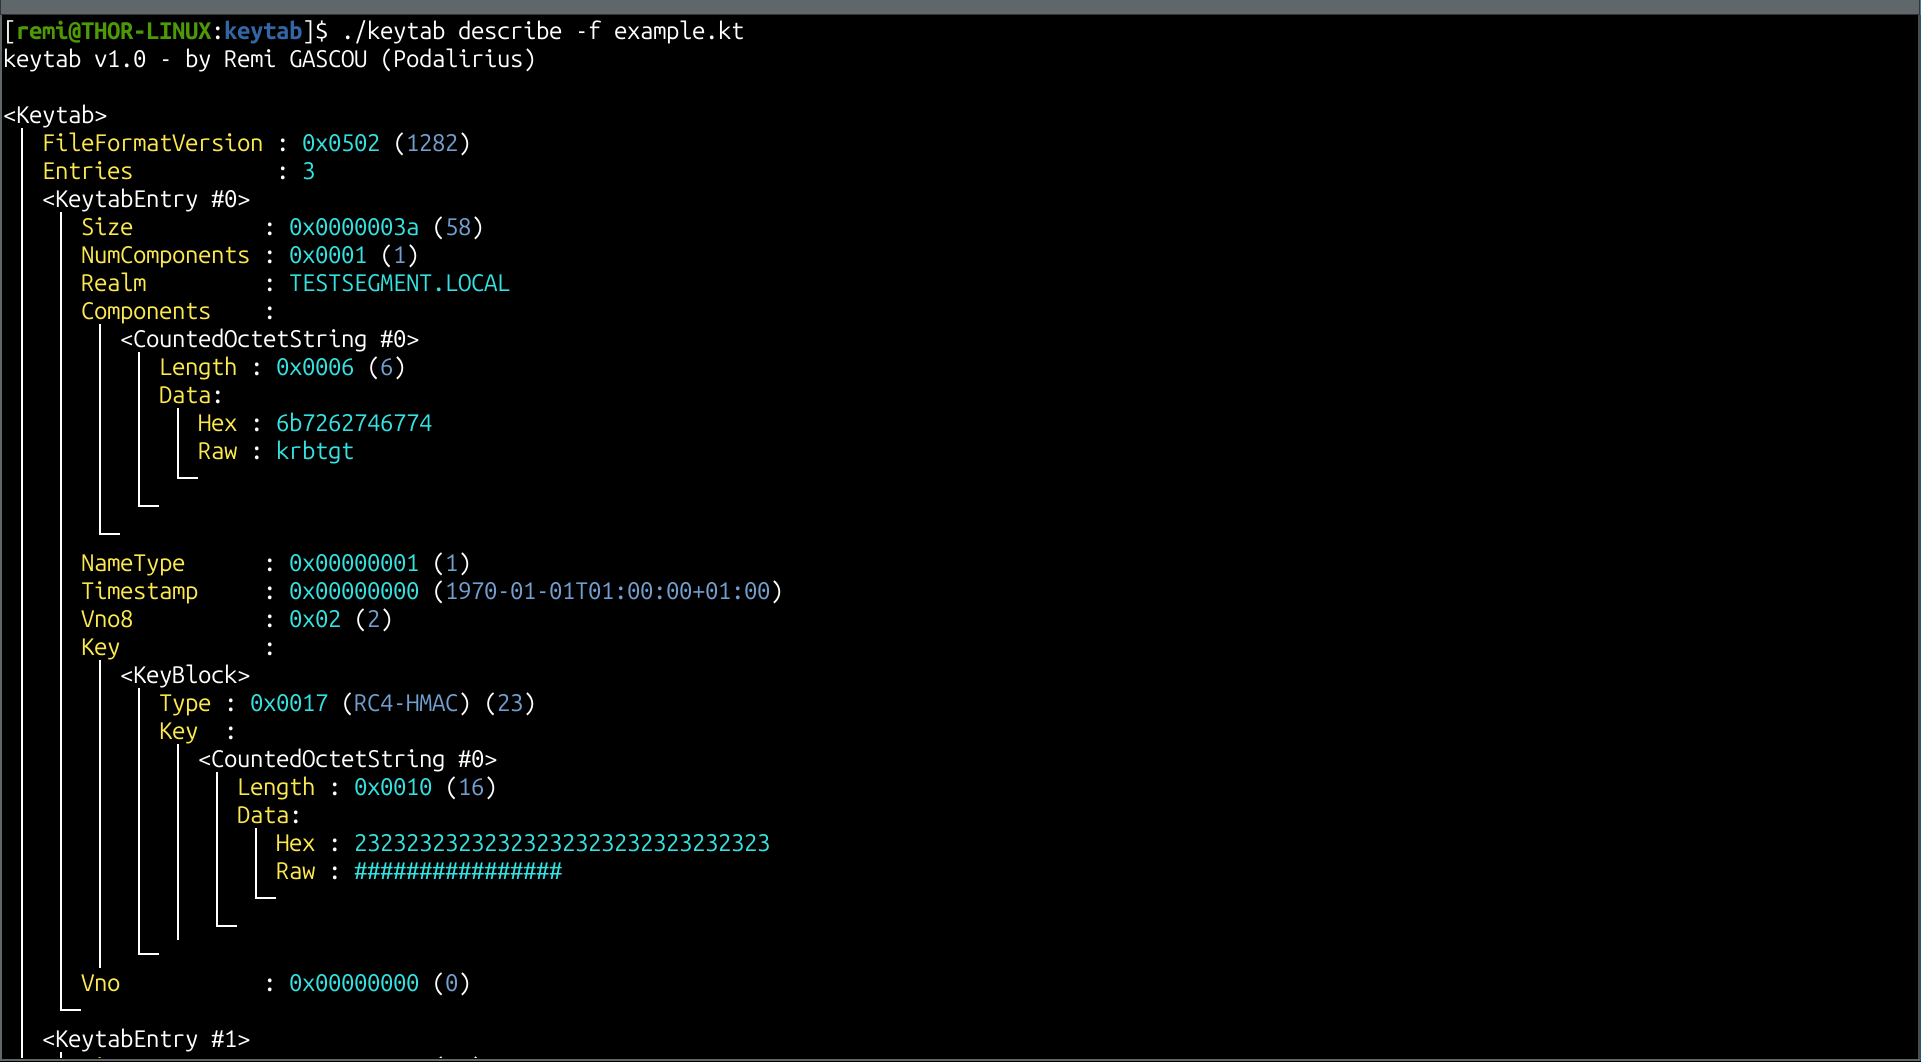 [remi@THOR-LINUX:keytab]$ ./keytab describe -f example.kt
keytab v1.0 - by Remi GASCOU (Podalirius)
<Keytab>
FileFormatVersion : 0x0502 (1282)
Entries : 3
<KeytabEntry #0>
Size : 0x0000003a (58)
NumComponents : 0x0001 (1)
Realm : TESTSEGMENT.LOCAL
Components :
<CountedOctetString #0>
Length : 0x0006 (6)
Data:
Hex : 6b7262746774
Raw : krbtgt
NameType : 0x00000001 (1)
Timestamp : 0x00000000 (1970-01-01T01:00:00+01:00)
Vno8 : 0x02 (2)
Key :
<KeyBlock>
Type : 0x0017 (RC4-HMAC) (23)
Key :
<CountedOctetString #0>
Length : 0x0010 (16)
Data:
Hex : 23232323232323232323232323232323
Raw : ################
Vno : 0x00000000 (0)
<KeytabEntry #1>